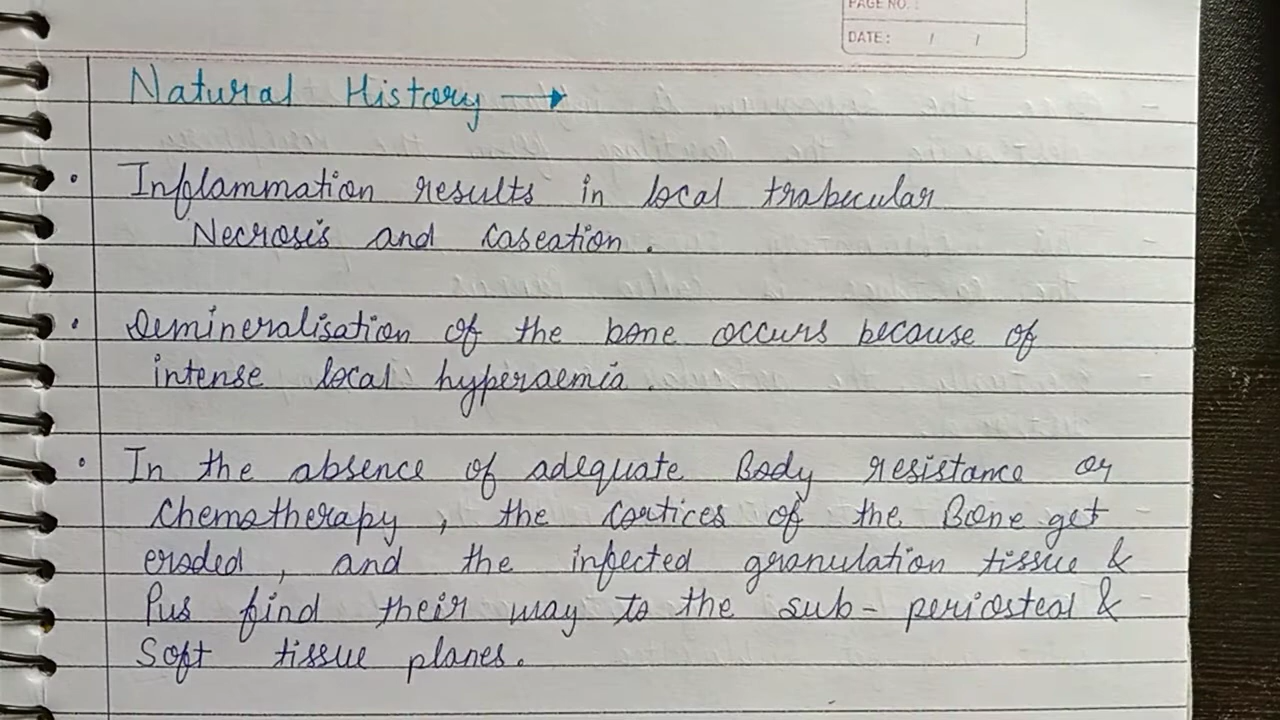 PAGE NO. :
DATE: / /
Natural History →
• Inflammation results in local trabecular
Necrosis and caseation.
• Demineralisation of the bone occurs because of
intense local hyperaemia.
• In the absence of adequate Body resistance or
chemotherapy, the cortices of the Bone get
eroded, and the infected granulation tissue &
Pus find their way to the sub-periosteal &
Soft tissue planes.